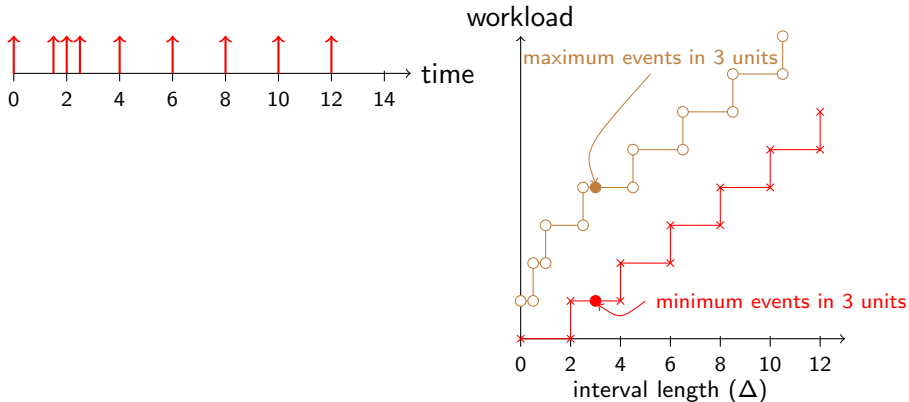 time
0 2 4 6 8 10 12 14
workload
maximum events in 3 units
minimum events in 3 units
0 2 4 6 8 10 12
interval length (Δ)